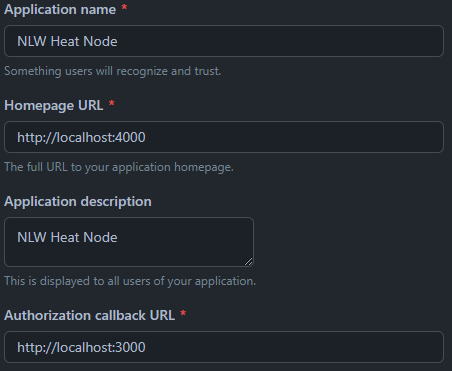 Application name *
NLW Heat Node
Something users will recognize and trust.
Homepage URL *
http://localhost:4000
The full URL to your application homepage.
Application description
NLW Heat Node
This is displayed to all users of your application.
Authorization callback URL *
http://localhost:3000